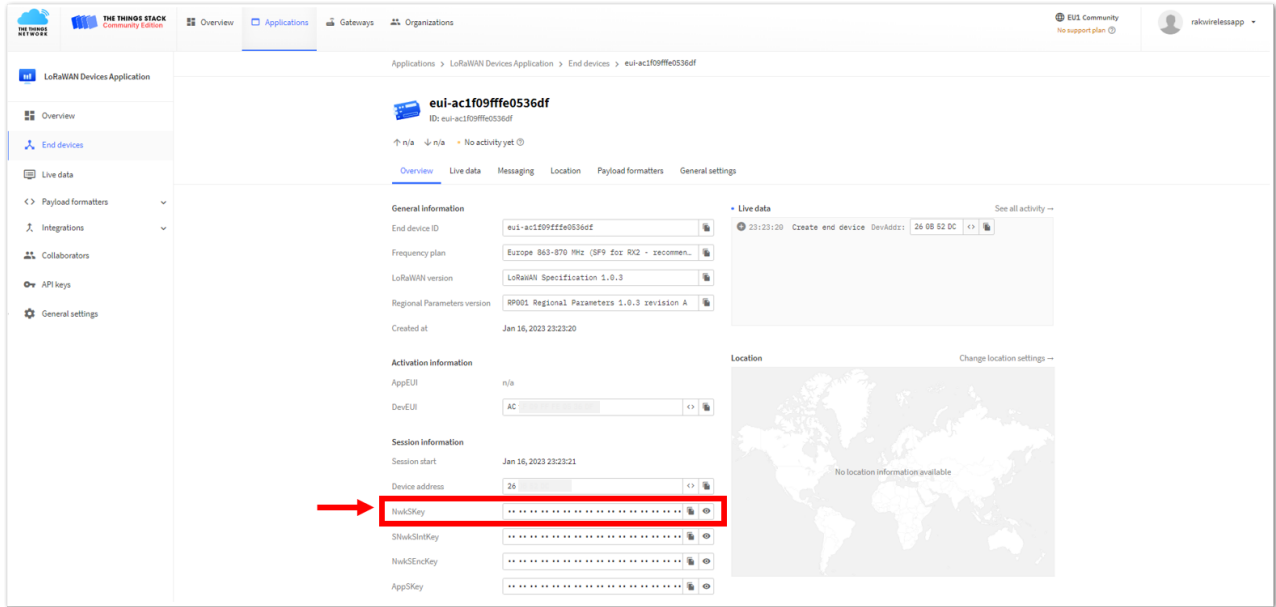 THE THINGS NETWORK
THE THINGS STACK
Community Edition
Overview
Applications
Gateways
Organizations
EU1 Community
No support plan
rakwirelessapp
LoRaWAN Devices Application
Overview
End devices
Live data
Payload formatters
Integrations
Collaborators
API keys
General settings
Applications > LoRaWAN Devices Application > End devices > eui-ac1f09fffe0536df
eui-ac1f09fffe0536df
ID: eui-ac1f09fffe0536df
↑ n/a ↓ n/a • No activity yet
Overview Live data Messaging Location Payload formatters General settings
General information
End device ID eui-ac1f09fffe0536df
Frequency plan Europe 863-870 MHz (SF9 for RX2 - recommen…
LoRaWAN version LoRaWAN Specification 1.0.3
Regional Parameters version RP001 Regional Parameters 1.0.3 revision A
Created at Jan 16, 2023 23:23:20
Activation information
AppEUI n/a
DevEUI AC
Session information
Session start Jan 16, 2023 23:23:21
Device address 26
NwkSKey
SNwkSIntKey
NwkSEncKey
AppSKey
• Live data See all activity →
23:23:20 Create end device DevAddr: 26 0B 52 DC
Location Change location settings →
No location information available